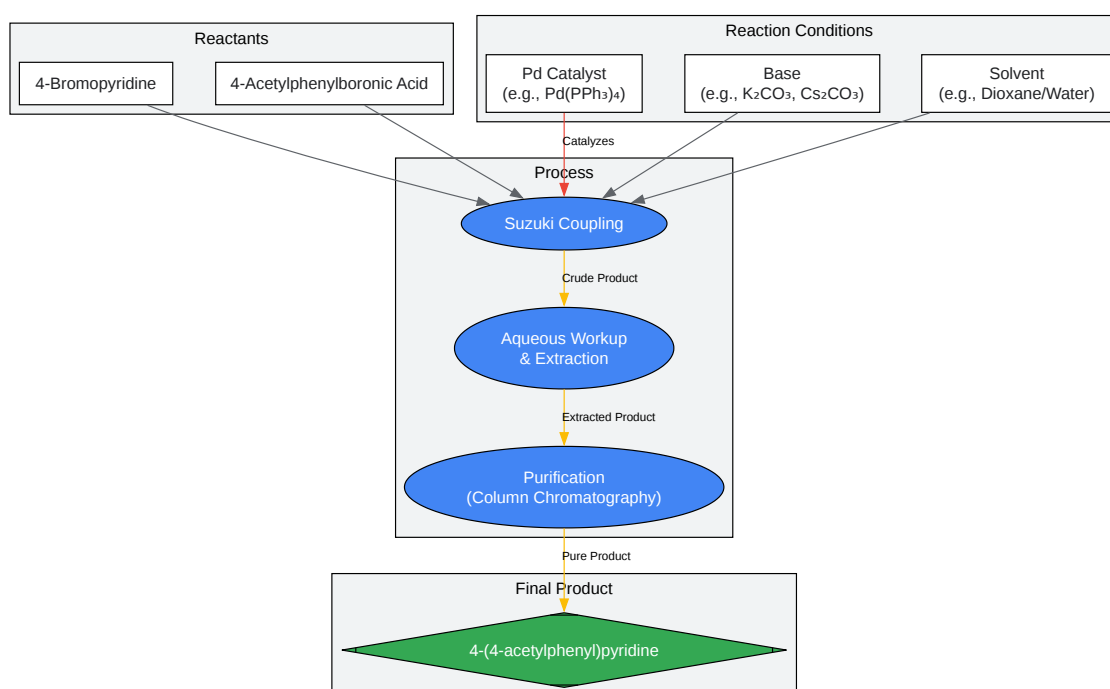 Reactants
Reaction Conditions
4-Bromopyridine
4-Acetylphenylboronic Acid
Pd Catalyst
(e.g., Pd(PPh₃)₄)
Base
(e.g., K₂CO₃, Cs₂CO₃)
Solvent
(e.g., Dioxane/Water)
Catalyzes
Process
Suzuki Coupling
Crude Product
Aqueous Workup
& Extraction
Extracted Product
Purification
(Column Chromatography)
Pure Product
Final Product
4-(4-acetylphenyl)pyridine